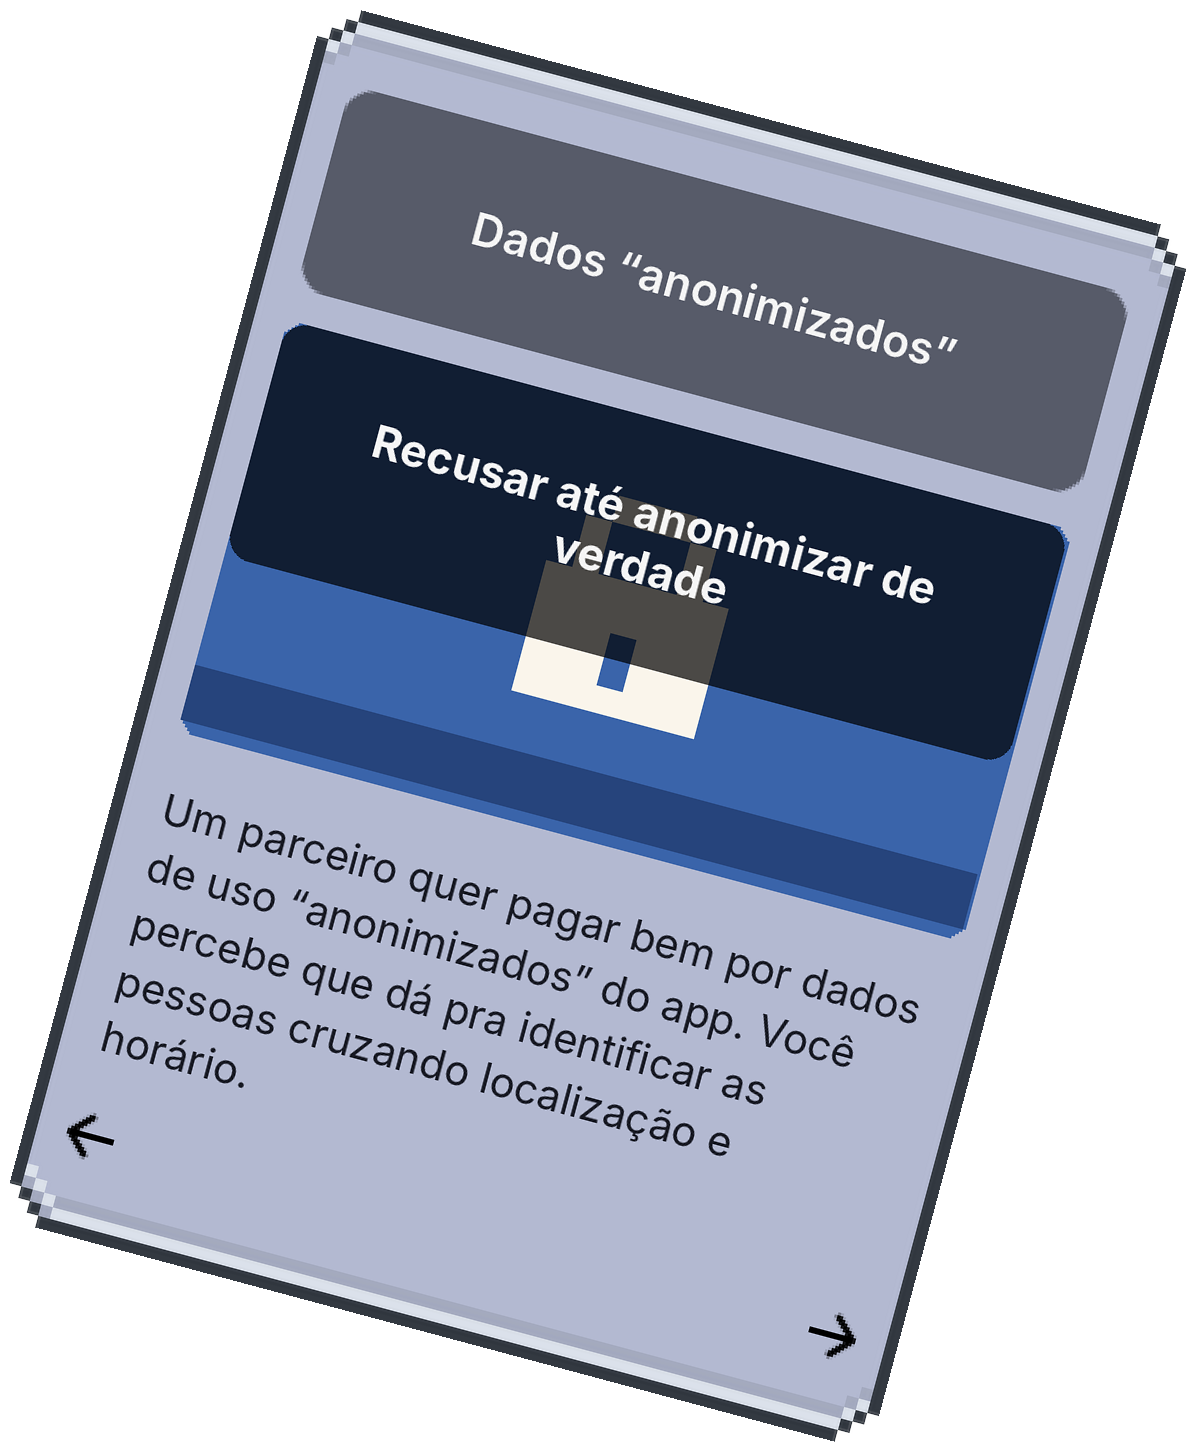 Dados “anonimizados”
Recusar até anonimizar de
verdade
Um parceiro quer pagar bem por dados
de uso “anonimizados” do app. Você
percebe que dá pra identificar as
pessoas cruzando localização e
horário.